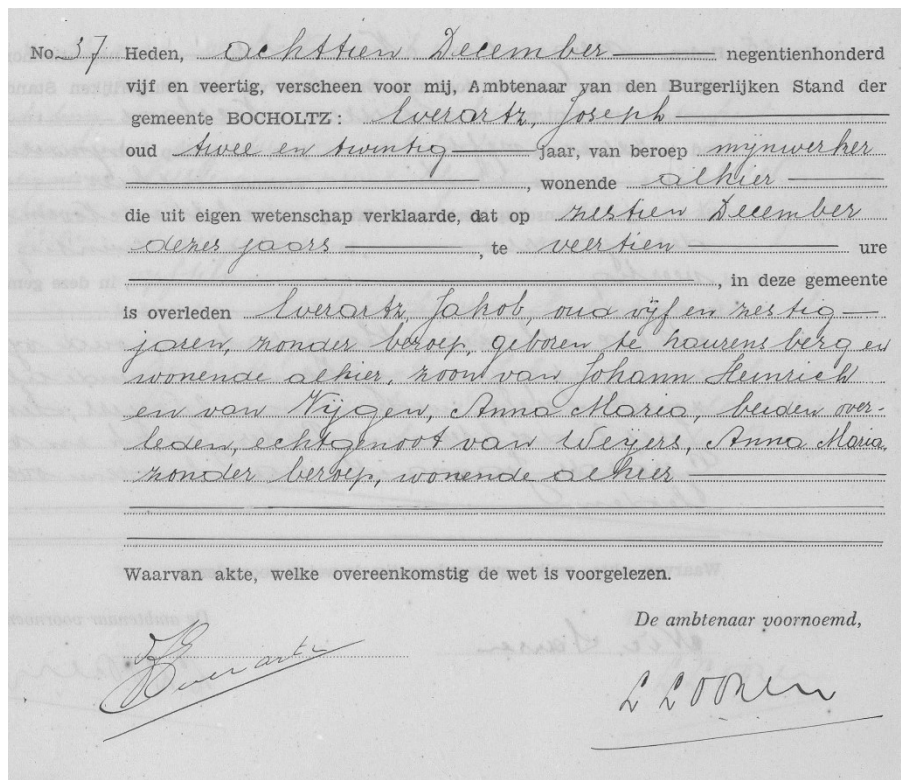 No. 37 Heden, Achttien December negentienhonderd
vijf en veertig, verscheen voor mij, Ambtenaar van den Burgerlijken Stand der
gemeente BOCHOLTZ: Everartz, Joseph
oud twee en twintig jaar, van beroep mynwerker
, wonende alhier
die uit eigen wetenschap verklaarde, dat op zestien December
dezes jaars, te veertien ure
, in deze gemeente
is overleden Everartz, Jakob, oud vyf en zestig
jaren, zonder beroep, geboren te Laurensberg en
wonende alhier, zoon van Johann Heinrich
en van Vijgen, Anna Maria, beiden over-
leden, echtgenoot van Weyers, Anna Maria,
zonder beroep, wonende alhier
Waarvan akte, welke overeenkomstig de wet is voorgelezen.
De ambtenaar voornoemd,
Everartz